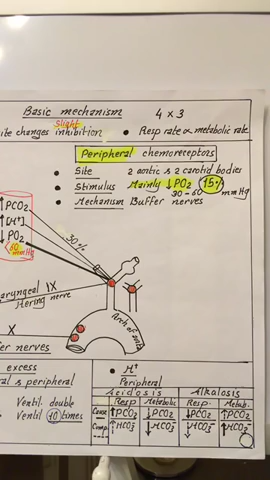 Basic mechanism 4 x 3
Slight
site changes inhibition • Resp rate ∝ metabolic rate
Peripheral chemoreceptors
• Site 2 aortic & 2 carotid bodies
• Stimulus Mainly ↓ PO2 15%
30-60 mmHg
• Mechanism Buffer nerves
↑ PCO2
↑ [H+]
↓ PO2
60 mmHg
30%
IX
Hering nerve
X
Arch of aorta
nerves
excess • H+
& peripheral Peripheral
Acidosis Alkalosis
Resp Metabolic Resp. Metab.
Ventil. double
Cause ↑PCO2 ↓PCO2 ↑PCO2
Ventil 10 times
Comp. ↑HCO3⁻ ↓HCO3⁻ ↓HCO3⁻ ↑HCO3⁻